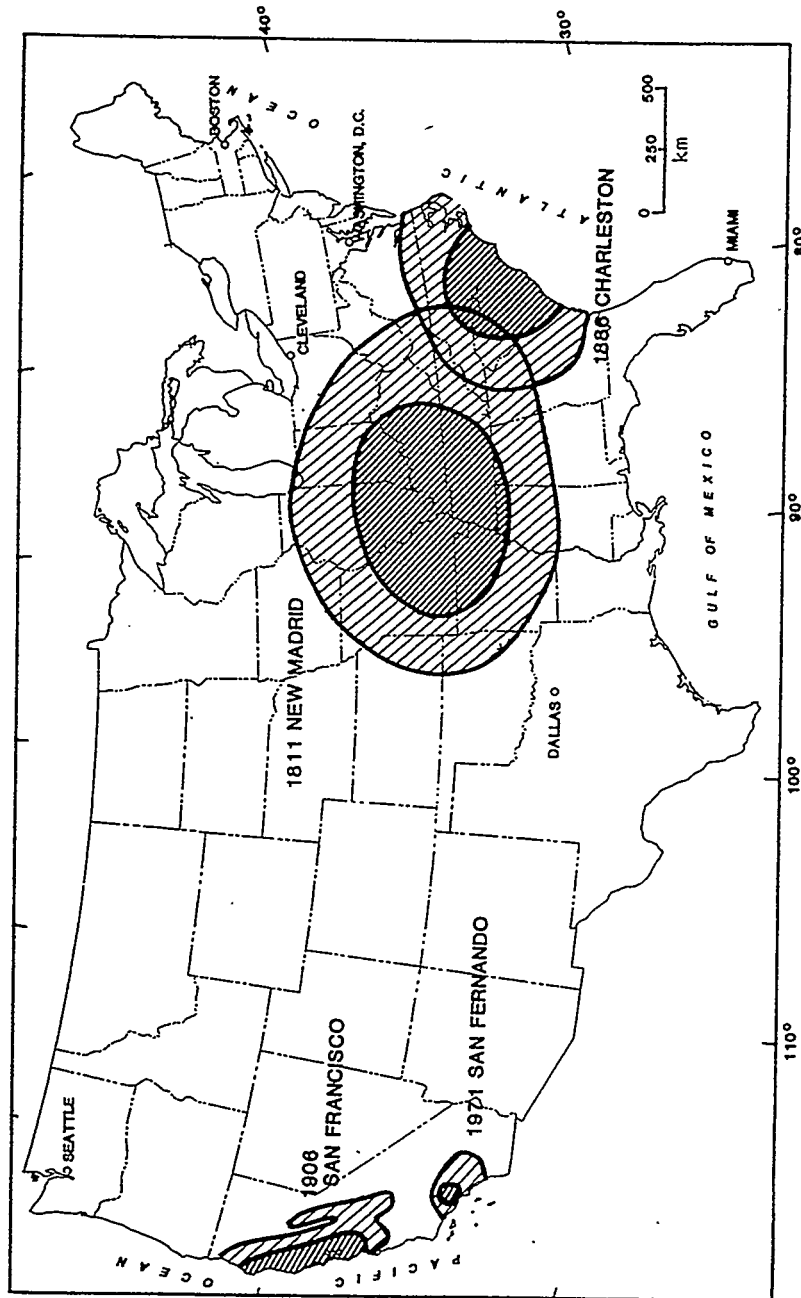 SEATTLE
BOSTON
OCEAN
40°
CLEVELAND
WASHINGTON, D.C.
1906
SAN FRANCISCO
1811 NEW MADRID
PACIFIC
OCEAN
ATLANTIC
1971 SAN FERNANDO
DALLAS
1886 CHARLESTON
30°
GULF OF MEXICO
MIAMI
0 250 500
km
110°
100°
90°
80°